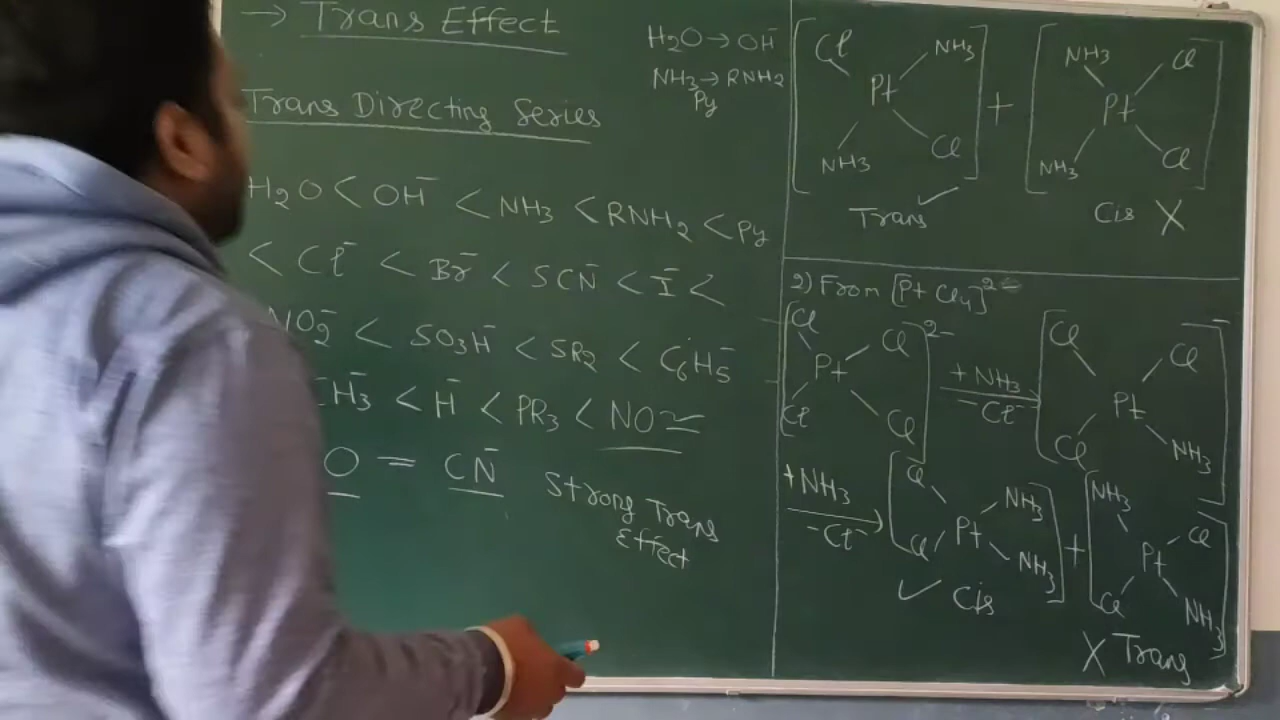 → Trans Effect
Trans Directing Series
H2O < OH⁻ < NH3 < RNH2 < Py
< Cl⁻ < Br⁻ < SCN⁻ < I⁻ <
NO2⁻ < SO3H⁻ < SR2 < C6H5⁻
H3⁻ < H⁻ < PR3 < NO ≃
O = CN⁻
Strong Trans
Effect
H2O → OH⁻
NH3 → RNH2
Py
[Cl NH3
Pt
NH3 Cl] + [NH3 Cl
Pt
NH3 Cl]
Trans ✓ Cis X
2) From [Pt Cl4]²⁻
[Cl Cl
Pt
Cl Cl]²⁻ +NH3 / -Cl⁻ → [Cl Cl
Pt
Cl NH3]⁻
+NH3 / -Cl⁻ → [Cl NH3
Pt
Cl NH3] + [NH3 Cl
Pt
Cl NH3]
✓ Cis
X Trans